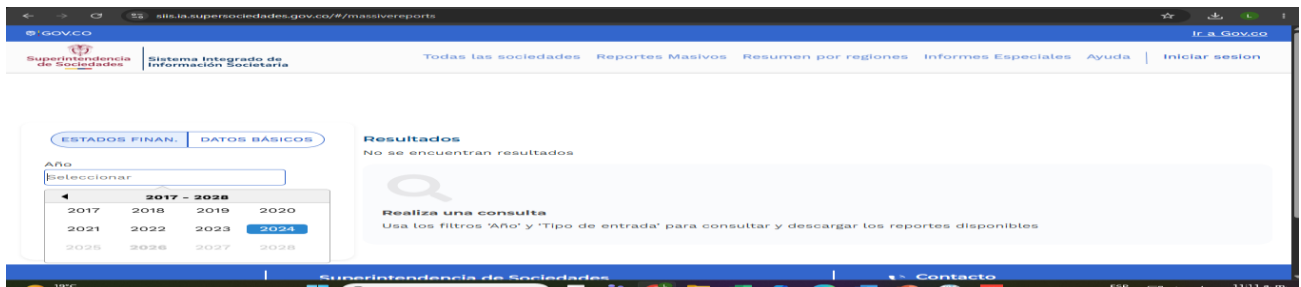 siis.ia.supersociedades.gov.co/#/massivereports
GOV.CO
Ir a Gov.co
Superintendencia
de Sociedades
Sistema Integrado de
Información Societaria
Todas las sociedades Reportes Masivos Resumen por regiones Informes Especiales Ayuda | Iniciar sesion
ESTADOS FINAN. DATOS BÁSICOS
Año
Seleccionar
2017 - 2028
2017 2018 2019 2020
2021 2022 2023 2024
2025 2026 2027 2028
Resultados
No se encuentran resultados
Realiza una consulta
Usa los filtros 'Año' y 'Tipo de entrada' para consultar y descargar los reportes disponibles
Superintendencia de Sociedades
Contacto
19°C
ESP
11:11 a. m.